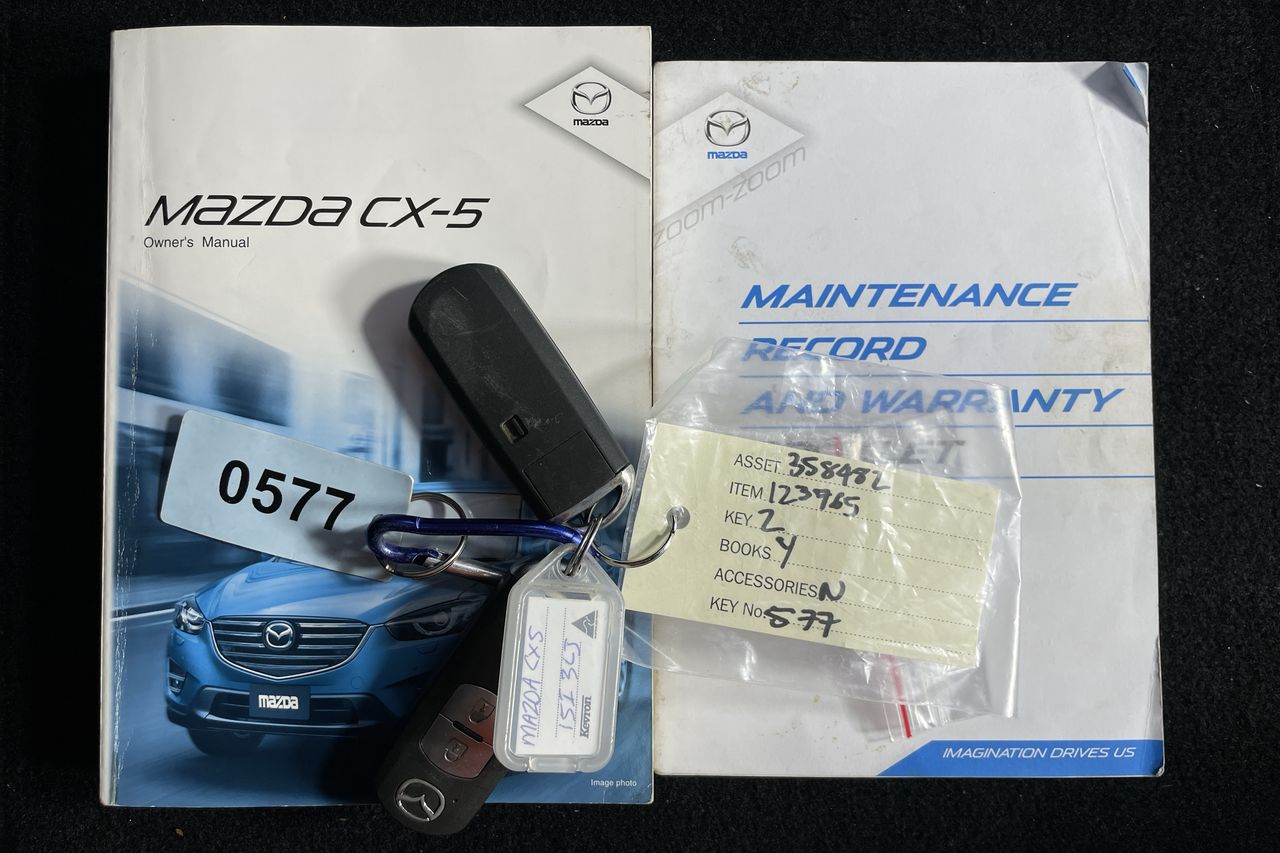 mazda
MAZDA CX-5
Owner's Manual
0577
mazda
Image photo
mazda
zoom-zoom
MAINTENANCE
RECORD
AND WARRANTY
ASSET 358482
ITEM 123965
KEY 2
BOOKS Y
ACCESSORIES N
KEY No 577
MAZDA CX5
1SI 3LJ
Kevron
IMAGINATION DRIVES US